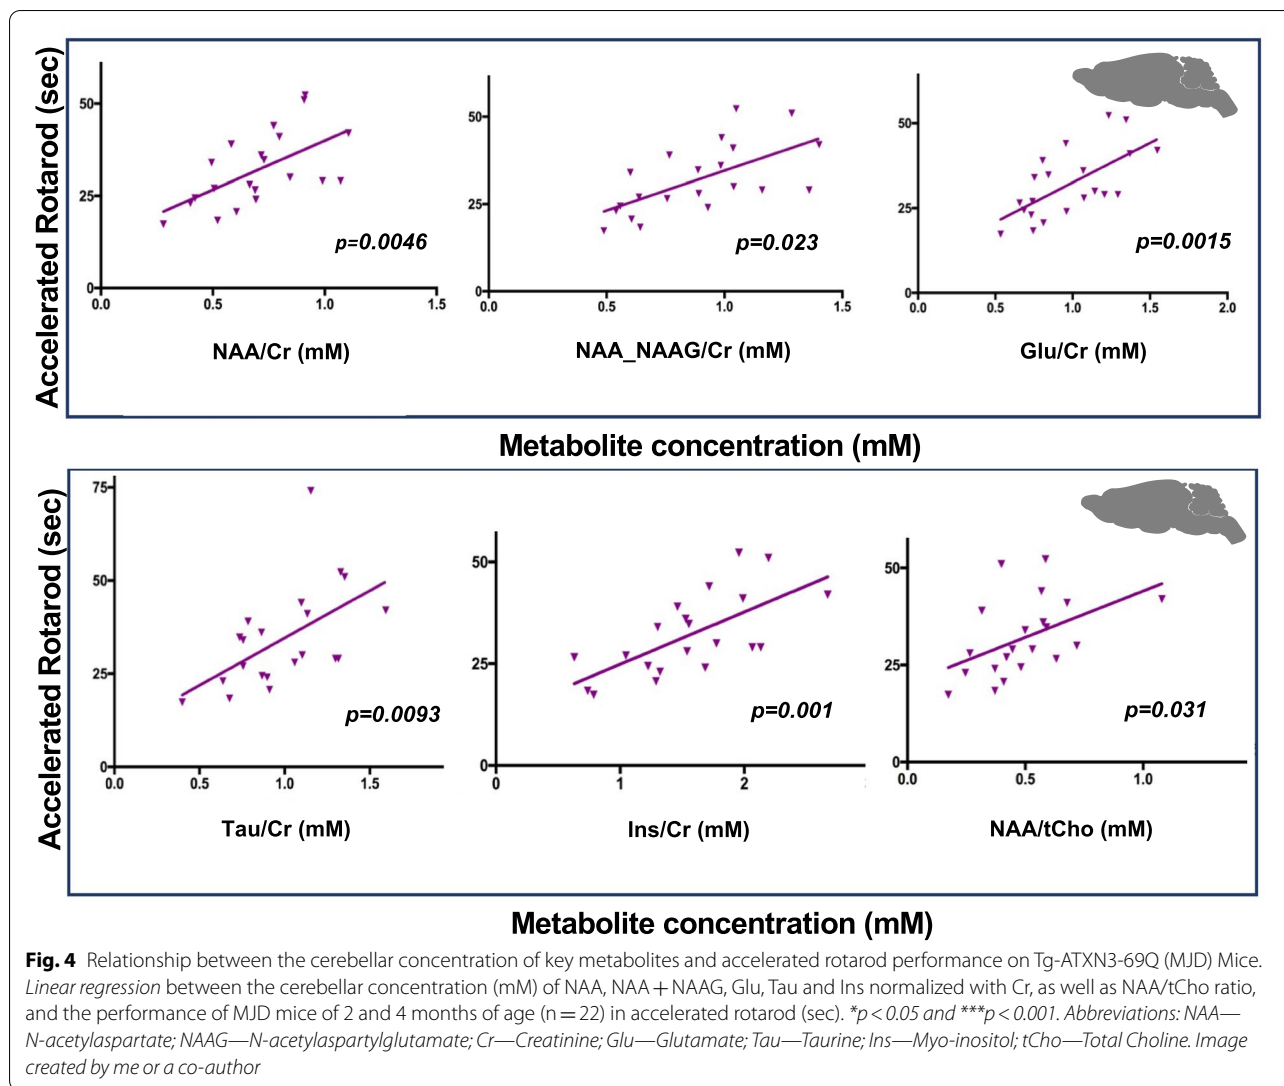 Accelerated Rotarod (sec)
50
25
0
0.0 0.5 1.0 1.5
p=0.0046
NAA/Cr (mM)
50
25
0
0.0 0.5 1.0 1.5
p=0.023
NAA_NAAG/Cr (mM)
50
25
0
0.0 0.5 1.0 1.5 2.0
p=0.0015
Glu/Cr (mM)
Metabolite concentration (mM)
Accelerated Rotarod (sec)
75
50
25
0
0.0 0.5 1.0 1.5
p=0.0093
Tau/Cr (mM)
50
25
0
0 1 2
p=0.001
Ins/Cr (mM)
50
25
0
0.0 0.5 1.0
p=0.031
NAA/tCho (mM)
Metabolite concentration (mM)
Fig. 4 Relationship between the cerebellar concentration of key metabolites and accelerated rotarod performance on Tg-ATXN3-69Q (MJD) Mice.
Linear regression between the cerebellar concentration (mM) of NAA, NAA + NAAG, Glu, Tau and Ins normalized with Cr, as well as NAA/tCho ratio,
and the performance of MJD mice of 2 and 4 months of age (n = 22) in accelerated rotarod (sec). *p < 0.05 and ***p < 0.001. Abbreviations: NAA—
N-acetylaspartate; NAAG—N-acetylaspartylglutamate; Cr—Creatinine; Glu—Glutamate; Tau—Taurine; Ins—Myo-inositol; tCho—Total Choline. Image
created by me or a co-author